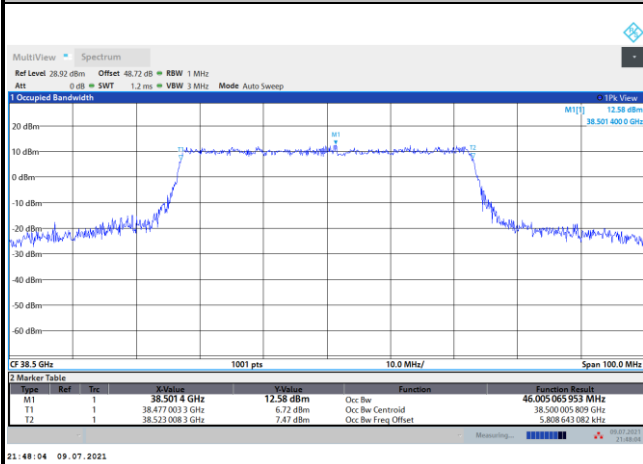 MultiView Spectrum
Ref Level 28.92 dBm Offset 48.72 dB RBW 1 MHz
Att 0 dB SWT 1.2 ms VBW 3 MHz Mode Auto Sweep
1 Occupied Bandwidth 1Pk View
M1[1] 12.58 dBm
38.501 400 0 GHz
20 dBm
M1
10 dBm T1 T2
0 dBm
-10 dBm
-20 dBm
-30 dBm
-40 dBm
-50 dBm
-60 dBm
CF 38.5 GHz 1001 pts 10.0 MHz/ Span 100.0 MHz
2 Marker Table
Type Ref Trc X-Value Y-Value Function Function Result
M1 1 38.501 4 GHz 12.58 dBm Occ Bw 46.005 065 953 MHz
T1 1 38.477 003 3 GHz 6.72 dBm Occ Bw Centroid 38.500 005 809 GHz
T2 1 38.523 008 3 GHz 7.47 dBm Occ Bw Freq Offset 5.808 643 082 kHz
Measuring... 09.07.2021
21:48:04
21:48:04 09.07.2021